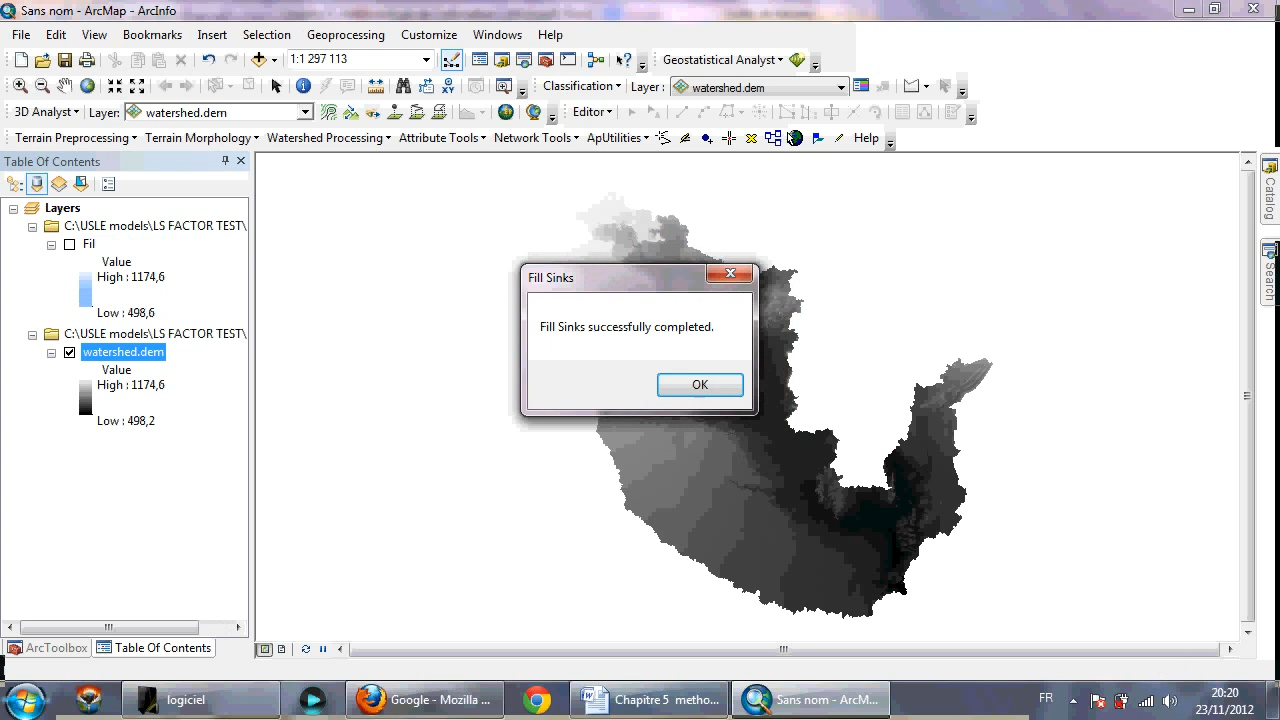 Sans nom - ArcMap - ArcInfo
File Edit View Bookmarks Insert Selection Geoprocessing Customize Windows Help
1:1 297 113
Geostatistical Analyst
Classification Layer: watershed.dem
3D Analyst Layer: watershed.dem
Editor
Terrain Preprocessing Terrain Morphology Watershed Processing Attribute Tools Network Tools ApUtilities Help
Table Of Contents
Layers
C:\USLE models\LS FACTOR TEST\
Fil
Value
High : 1174,6
Low : 498,6
C:\USLE models\LS FACTOR TEST\
watershed.dem
Value
High : 1174,6
Low : 498,2
Fill Sinks
Fill Sinks successfully completed.
OK
Catalog
Search
ArcToolbox Table Of Contents
logiciel
Google - Mozilla ...
Chapitre 5 metho...
Sans nom - ArcM...
FR
20:20
23/11/2012